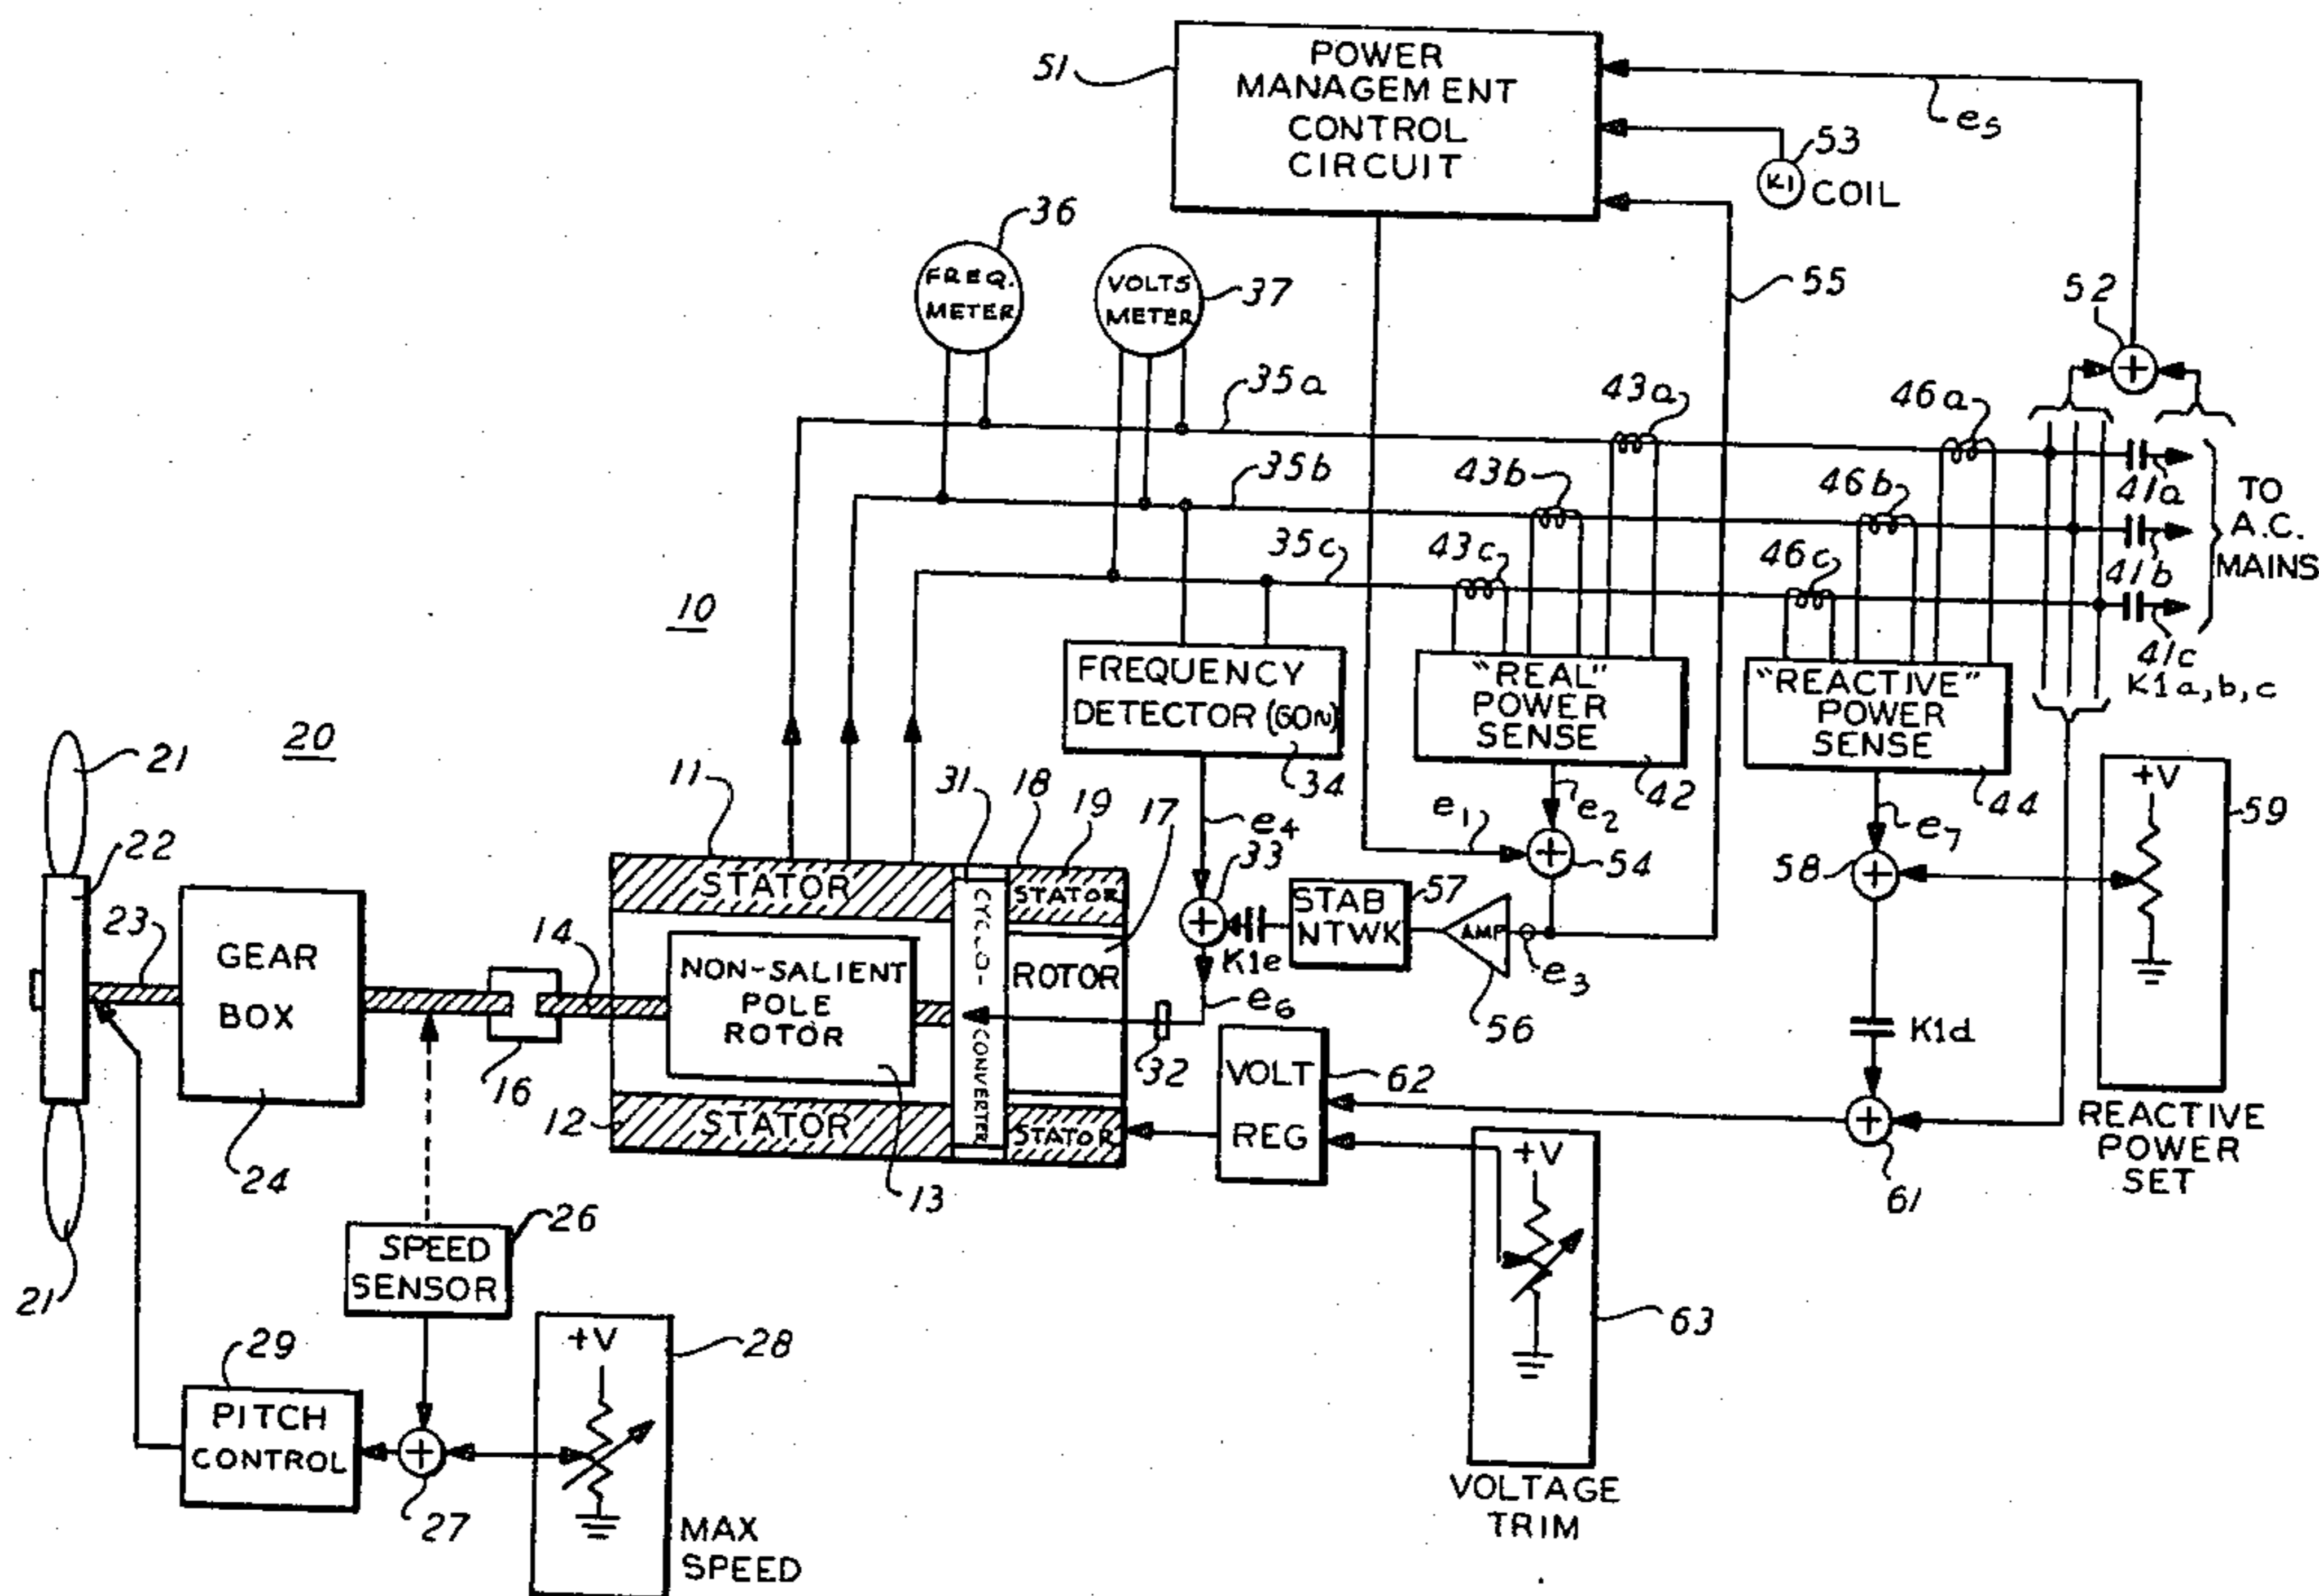 51
POWER
MANAGEMENT
CONTROL
CIRCUIT
e5
53
K1
COIL
36
FREQ.
METER
VOLTS
METER
37
55
52
35a
43a
46a
35b
43b
46b
35c
43c
46c
41a
41b
41c
K1a,b,c
TO
A.C.
MAINS
10
FREQUENCY
DETECTOR (60~)
34
"REAL"
POWER
SENSE
42
"REACTIVE"
POWER
SENSE
44
+V
59
REACTIVE
POWER
SET
20
21
22
23
GEAR
BOX
24
21
14
16
11
31
18
19
17
STATOR
STATOR
NON-SALIENT
POLE
ROTOR
CYCLO-
CONVERTER
ROTOR
12
STATOR
STATOR
13
e4
33
K1e
e6
32
STAB
NTWK
57
AMP
56
e1
e2
54
e3
e7
58
K1d
61
VOLT
REG
62
+V
63
VOLTAGE
TRIM
SPEED
SENSOR
26
29
PITCH
CONTROL
27
+V
28
MAX
SPEED